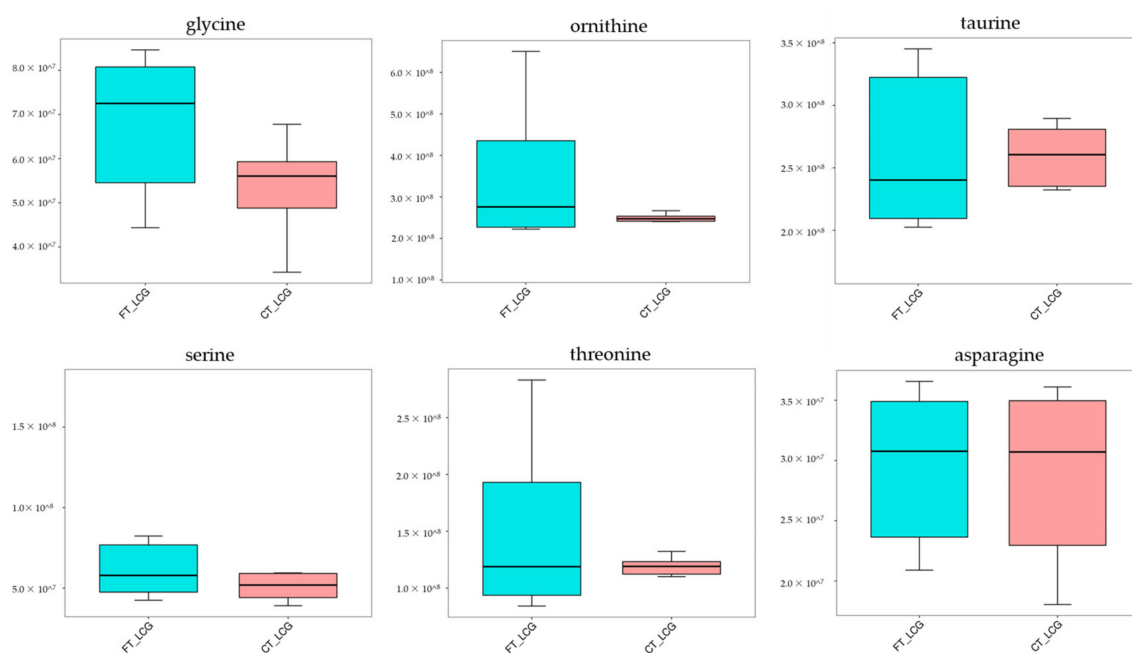 glycine
8.0 × 10^7
7.0 × 10^7
6.0 × 10^7
5.0 × 10^7
4.0 × 10^7
FT_LCG
CT_LCG
ornithine
6.0 × 10^8
5.0 × 10^8
4.0 × 10^8
3.0 × 10^8
2.0 × 10^8
1.0 × 10^8
FT_LCG
CT_LCG
taurine
3.5 × 10^8
3.0 × 10^8
2.5 × 10^8
2.0 × 10^8
FT_LCG
CT_LCG
serine
1.5 × 10^8
1.0 × 10^8
5.0 × 10^7
FT_LCG
CT_LCG
threonine
2.5 × 10^8
2.0 × 10^8
1.5 × 10^8
1.0 × 10^8
FT_LCG
CT_LCG
asparagine
3.5 × 10^7
3.0 × 10^7
2.5 × 10^7
2.0 × 10^7
FT_LCG
CT_LCG